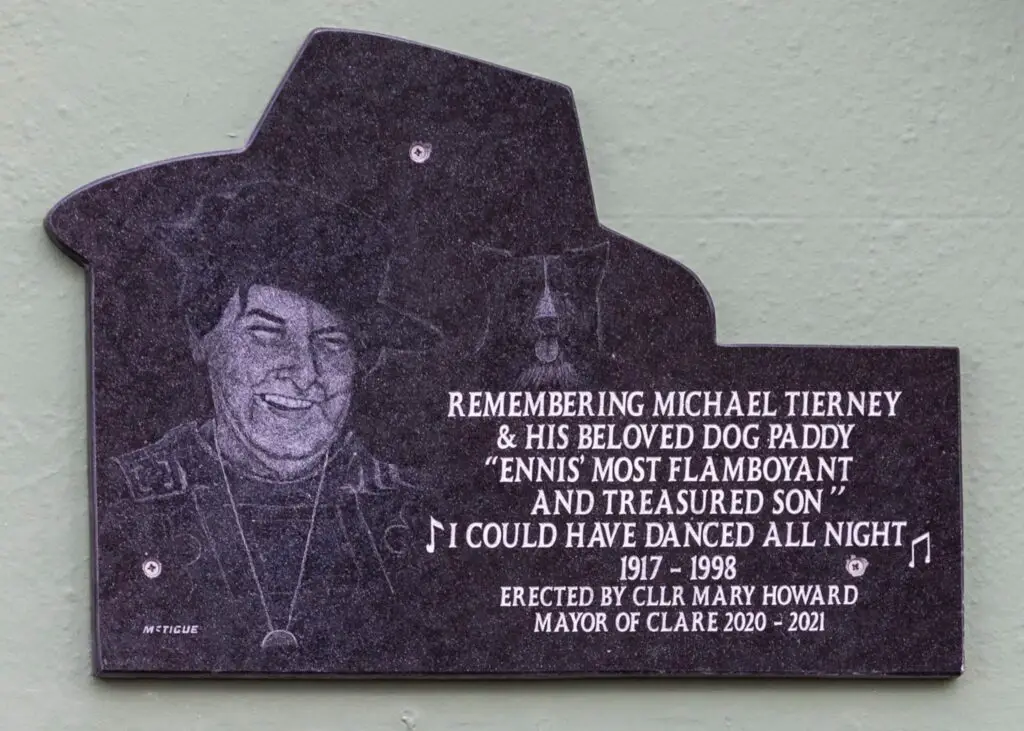 REMEMBERING MICHAEL TIERNEY
& HIS BELOVED DOG PADDY
“ENNIS’ MOST FLAMBOYANT
AND TREASURED SON”
♪ I COULD HAVE DANCED ALL NIGHT ♫
1917 - 1998
ERECTED BY CLLR MARY HOWARD
MAYOR OF CLARE 2020 - 2021
McTIGUE